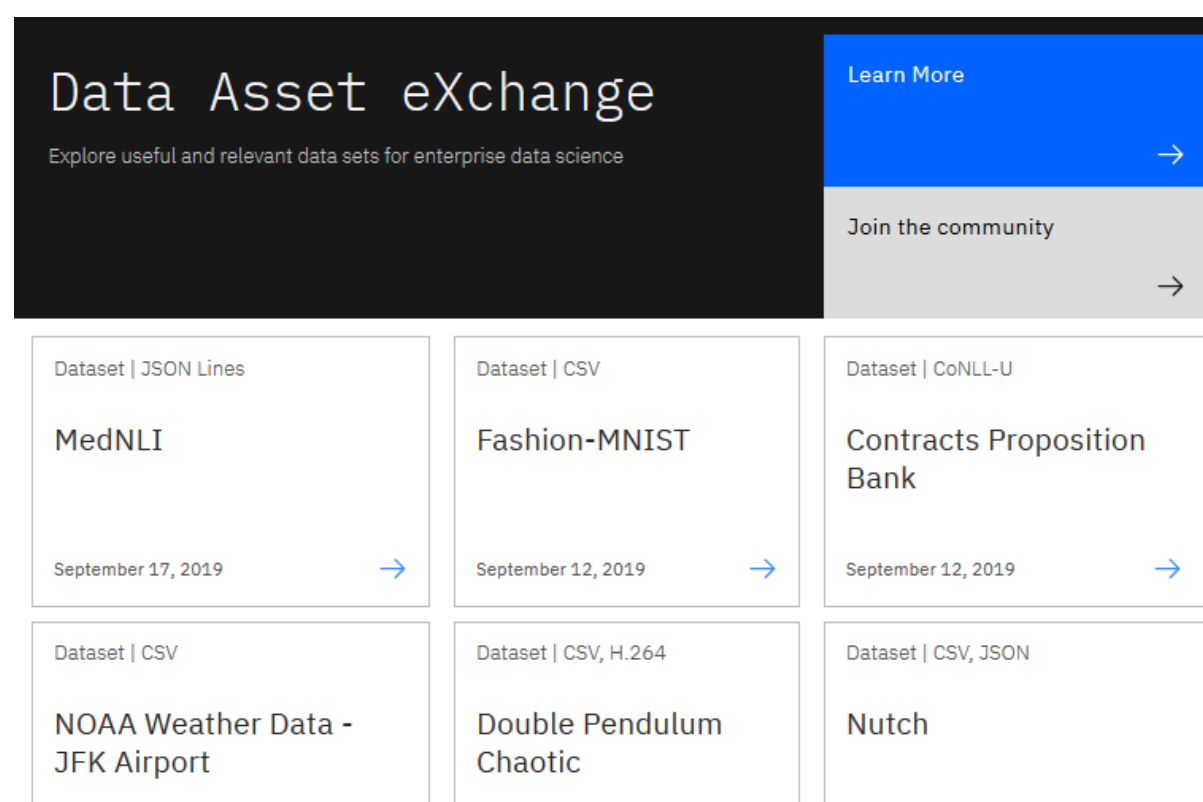 Data Asset eXchange
Explore useful and relevant data sets for enterprise data science
Learn More
Join the community
Dataset | JSON Lines
MedNLI
September 17, 2019
Dataset | CSV
Fashion-MNIST
September 12, 2019
Dataset | CoNLL-U
Contracts Proposition
Bank
September 12, 2019
Dataset | CSV
NOAA Weather Data -
JFK Airport
Dataset | CSV, H.264
Double Pendulum
Chaotic
Dataset | CSV, JSON
Nutch